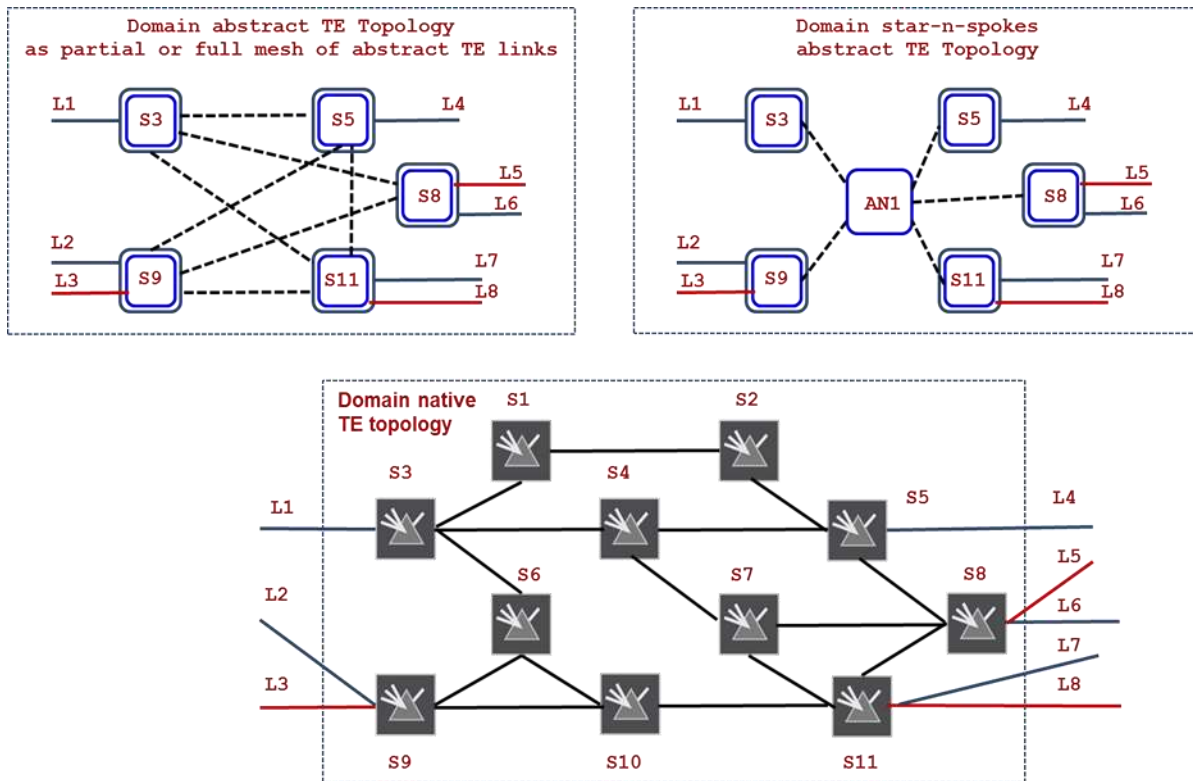 Domain abstract TE Topology
as partial or full mesh of abstract TE links
L1
S3
S5
L4
S8
L5
L6
L2
L3
S9
S11
L7
L8
Domain star-n-spokes
abstract TE Topology
L1
S3
S5
L4
AN1
S8
L5
L6
L2
L3
S9
S11
L7
L8
Domain native
TE topology
S1
S2
S3
S4
S5
L1
L4
L5
S6
S7
S8
L2
L6
L7
L3
L8
S9
S10
S11